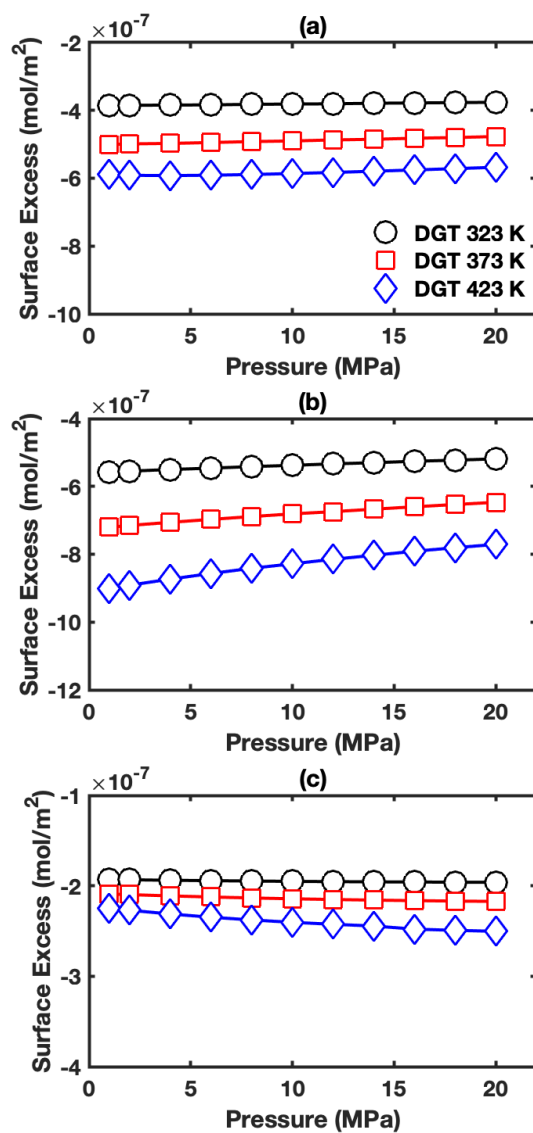 ×10⁻⁷
(a)
-2
-4
-6
-8
-10
Surface Excess (mol/m²)
DGT 323 K
DGT 373 K
DGT 423 K
0 5 10 15 20
Pressure (MPa)
×10⁻⁷
(b)
-4
-6
-8
-10
-12
Surface Excess (mol/m²)
0 5 10 15 20
Pressure (MPa)
×10⁻⁷
(c)
-1
-2
-3
-4
Surface Excess (mol/m²)
0 5 10 15 20
Pressure (MPa)